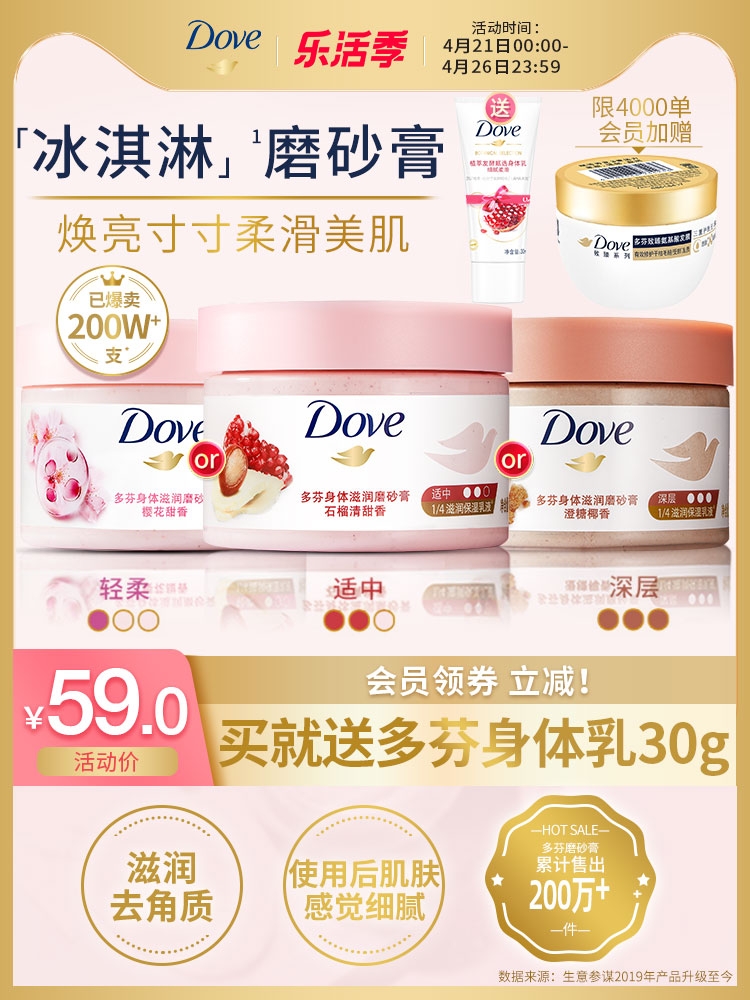 Dove
乐活季
活动时间：
4月21日00:00-
4月26日23:59
「冰淇淋」¹磨砂膏
焕亮寸寸柔滑美肌
送
Dove
限4000单
会员加赠
Dove
已爆卖
200W+
支*
Dove
多芬身体滋润磨砂
樱花甜香
or
Dove
多芬身体滋润磨砂膏
石榴清甜香
适中
1/4滋润保湿乳液
or
Dove
多芬身体滋润磨砂膏
澄糖椰香
深层
1/4滋润保湿乳液
轻柔
适中
深层
¥59.0
活动价
会员领券 立减！
买就送多芬身体乳30g
滋润
去角质
使用后肌肤
感觉细腻
HOT SALE
多芬磨砂膏
累计售出
200万+
件
数据来源：生意参谋2019年产品升级至今